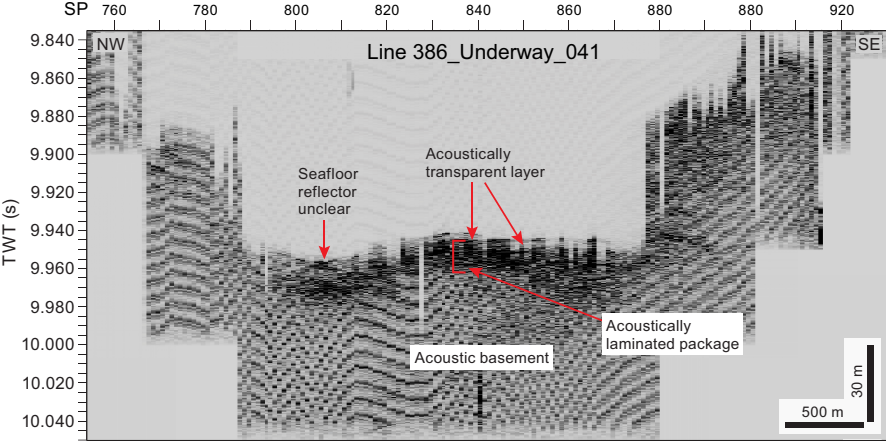 SP 760 780 800 820 840 860 880 880 920
NW
Line 386_Underway_041
SE
TWT (s)
9.840
9.860
9.880
9.900
9.920
9.940
9.960
9.980
10.000
10.020
10.040
Seafloor
reflector
unclear
Acoustically
transparent layer
Acoustically
laminated package
Acoustic basement
30 m
500 m